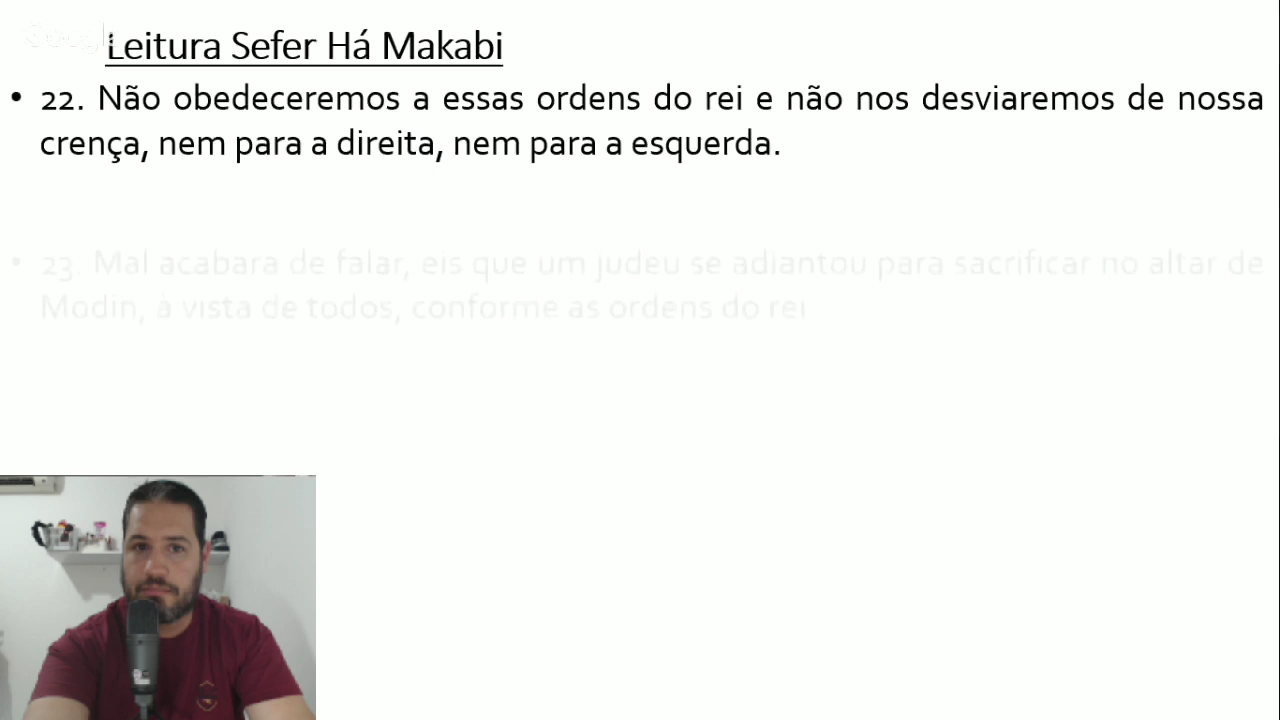 Leitura Sefer Há Makabi
• 22. Não obedeceremos a essas ordens do rei e não nos desviaremos de nossa
crença, nem para a direita, nem para a esquerda.
• 23. Mal acabara de falar, eis que um judeu se adiantou para sacrificar no altar de
Modin, à vista de todos, conforme as ordens do rei